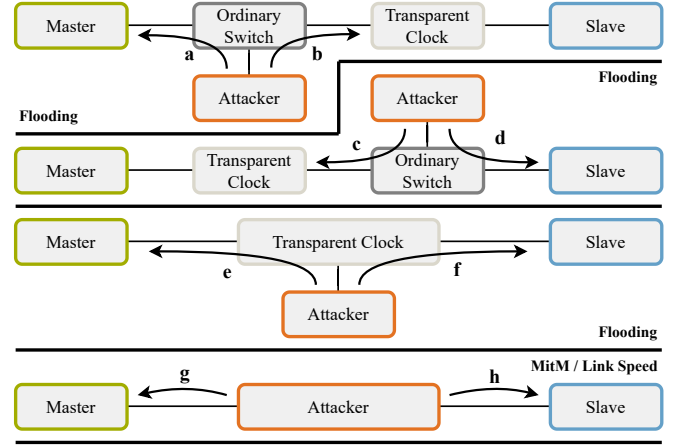 Master
Ordinary
Switch
Transparent
Clock
Slave
a
b
Attacker
Flooding
Flooding
Attacker
c
d
Master
Transparent
Clock
Ordinary
Switch
Slave
Master
Transparent Clock
Slave
e
f
Attacker
Flooding
MitM / Link Speed
g
h
Master
Attacker
Slave